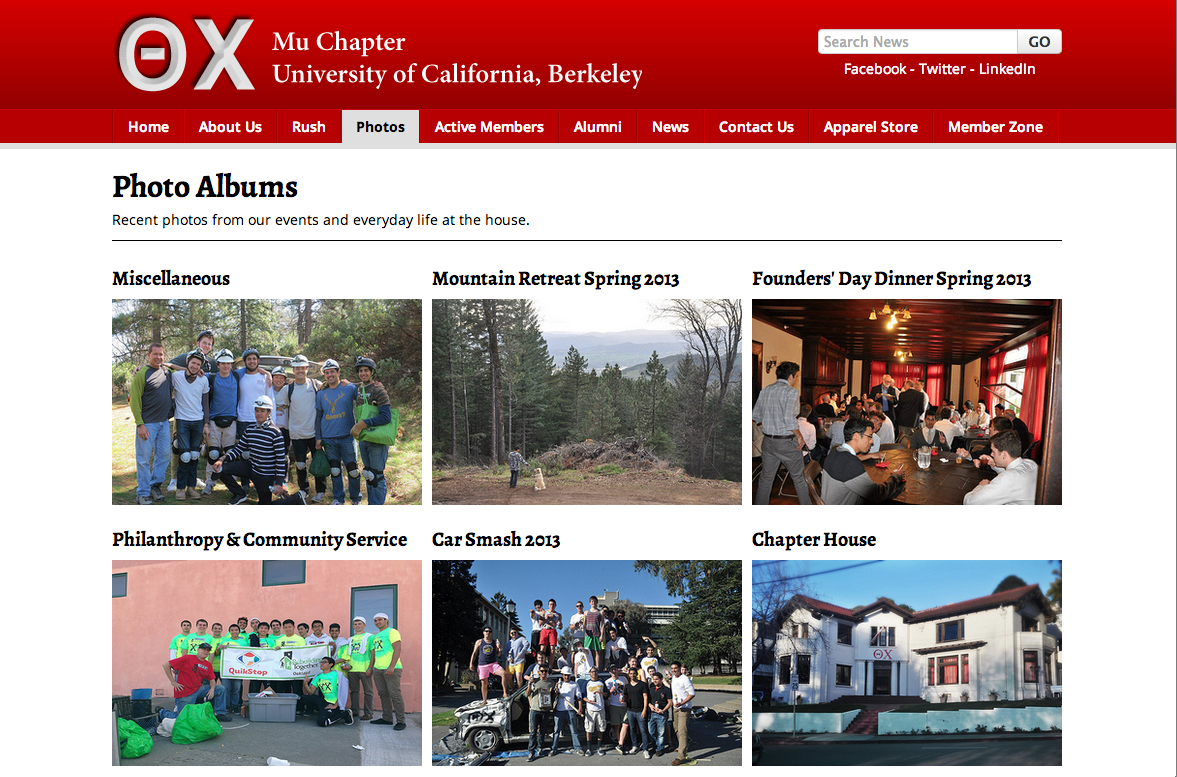 ΘΧ
Mu Chapter
University of California, Berkeley
Search News
GO
Facebook - Twitter - LinkedIn
Home
About Us
Rush
Photos
Active Members
Alumni
News
Contact Us
Apparel Store
Member Zone
Photo Albums
Recent photos from our events and everyday life at the house.
Miscellaneous
Mountain Retreat Spring 2013
Founders' Day Dinner Spring 2013
Philanthropy & Community Service
Car Smash 2013
Chapter House
QuikStop
Together
ΘΧ